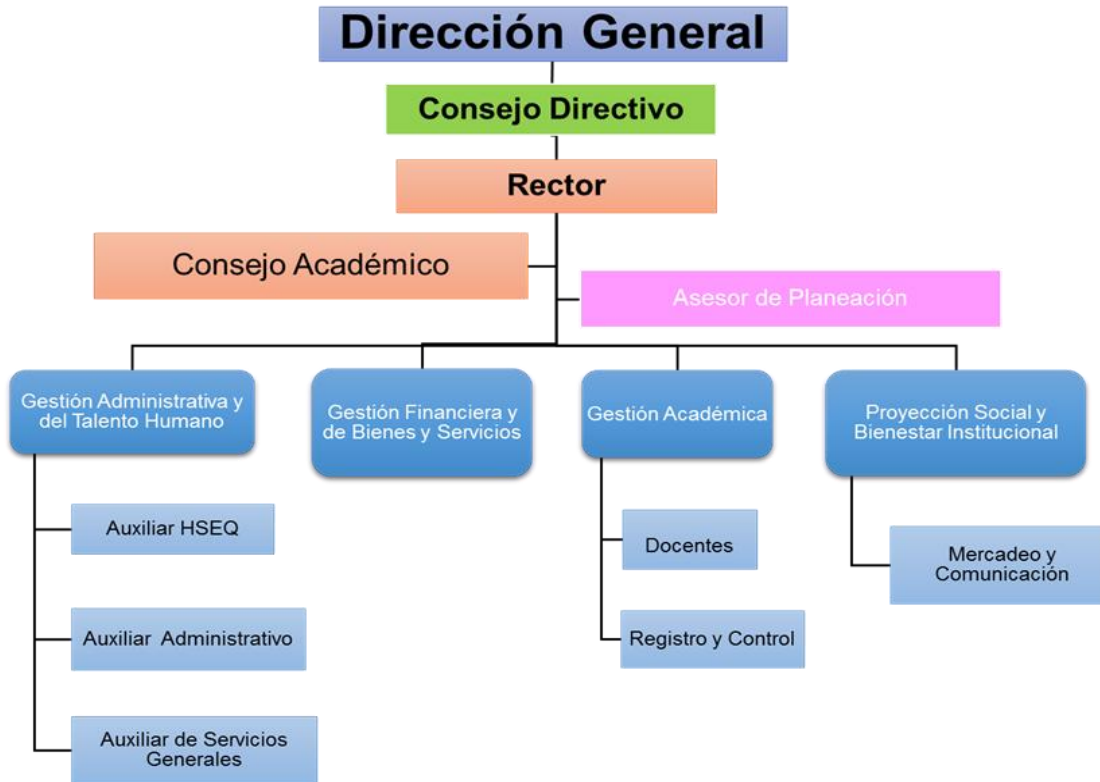 Dirección General
Consejo Directivo
Rector
Consejo Académico
Asesor de Planeación
Gestión Administrativa y
del Talento Humano
Gestión Financiera y
de Bienes y Servicios
Gestión Académica
Proyección Social y
Bienestar Institucional
Auxiliar HSEQ
Auxiliar Administrativo
Auxiliar de Servicios
Generales
Docentes
Registro y Control
Mercadeo y
Comunicación